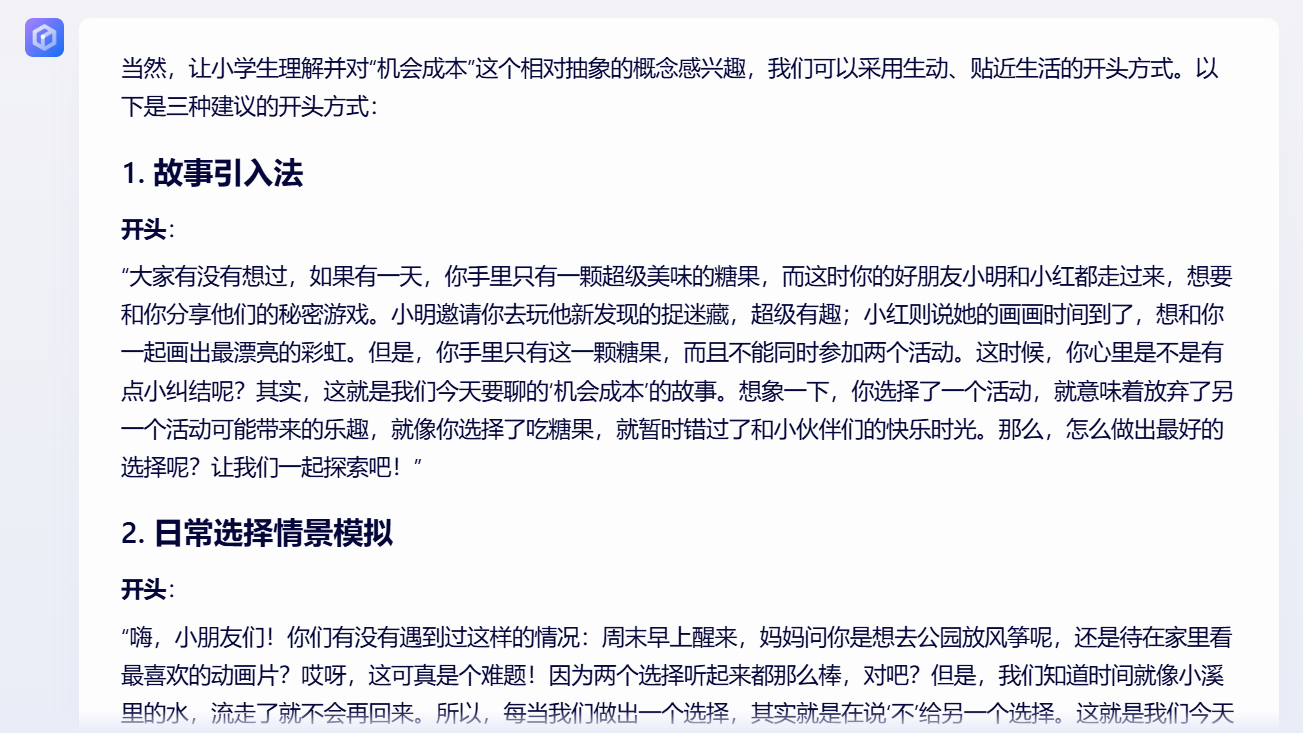 当然，让小学生理解并对“机会成本”这个相对抽象的概念感兴趣，我们可以采用生动、贴近生活的开头方式。以
下是三种建议的开头方式：
1. 故事引入法
开头：
“大家有没有想过，如果有一天，你手里只有一颗超级美味的糖果，而这时你的好朋友小明和小红都走过来，想要
和你分享他们的秘密游戏。小明邀请你去玩他新发现的捉迷藏，超级有趣；小红则说她的画画时间到了，想和你
一起画出最漂亮的彩虹。但是，你手里只有这一颗糖果，而且不能同时参加两个活动。这时候，你心里是不是有
点小纠结呢？其实，这就是我们今天要聊的‘机会成本’的故事。想象一下，你选择了一个活动，就意味着放弃了另
一个活动可能带来的乐趣，就像你选择了吃糖果，就暂时错过了和小伙伴们的快乐时光。那么，怎么做出最好的
选择呢？让我们一起探索吧！”
2. 日常选择情景模拟
开头：
“嗨，小朋友们！你们有没有遇到过这样的情况：周末早上醒来，妈妈问你是想去公园放风筝呢，还是待在家里看
最喜欢的动画片？哎呀，这可真是个难题！因为两个选择听起来都那么棒，对吧？但是，我们知道时间就像小溪
里的水，流走了就不会再回来。所以，每当我们做出一个选择，其实就是在说‘不’给另一个选择。这就是我们今天